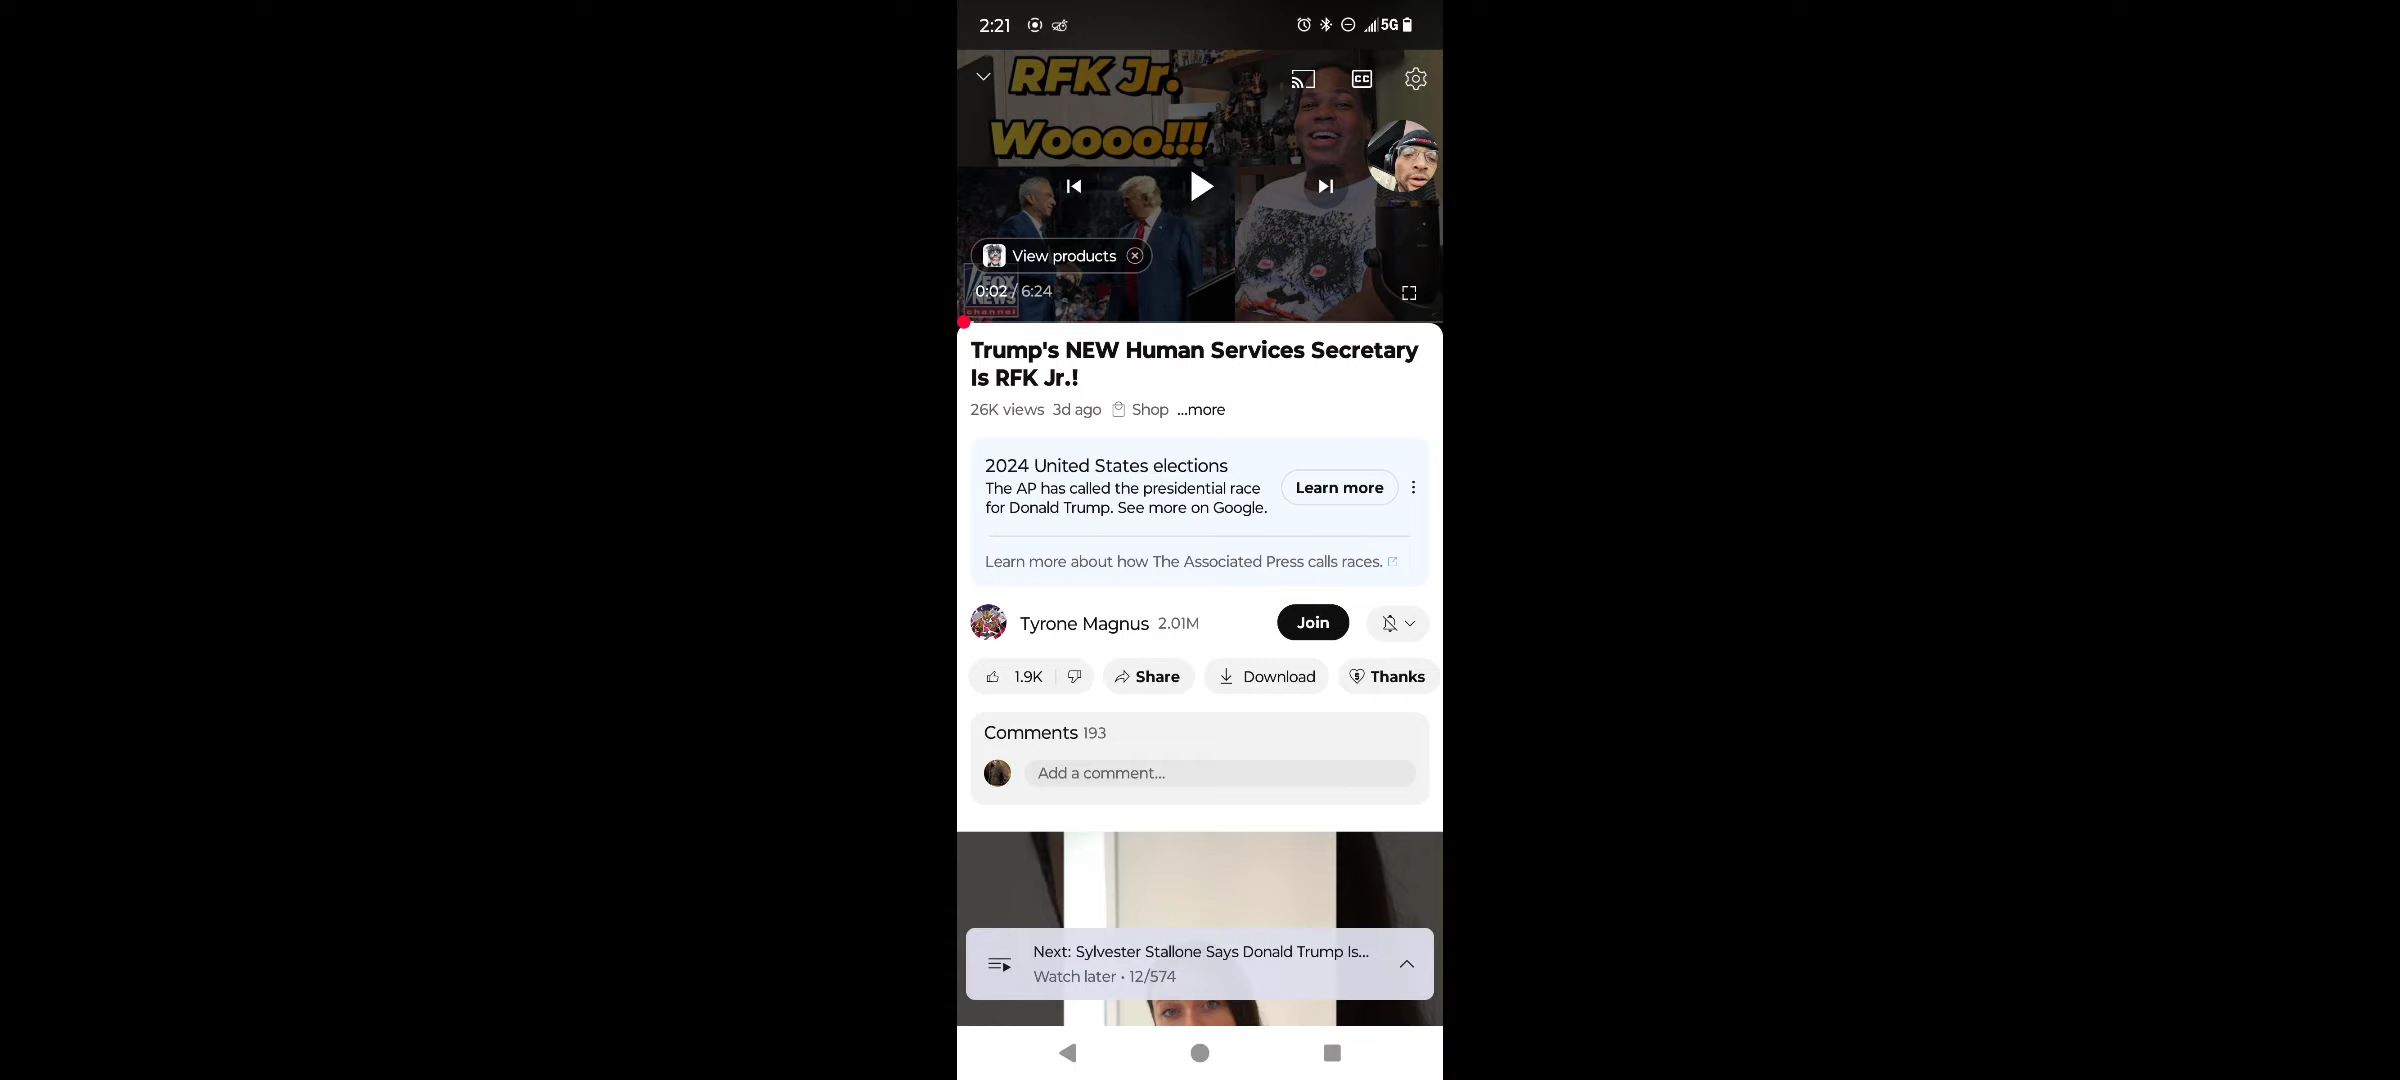 2:21
5G
RFK Jr.
CC
Woooo!!!
View products
FOX
NEWS
channel
0:02 / 6:24
Trump's NEW Human Services Secretary
Is RFK Jr.!
26K views 3d ago Shop ...more
2024 United States elections
The AP has called the presidential race
for Donald Trump. See more on Google.
Learn more
Learn more about how The Associated Press calls races.
Tyrone Magnus 2.01M
Join
1.9K
Share
Download
Thanks
Comments 193
Add a comment...
Next: Sylvester Stallone Says Donald Trump Is...
Watch later • 12/574